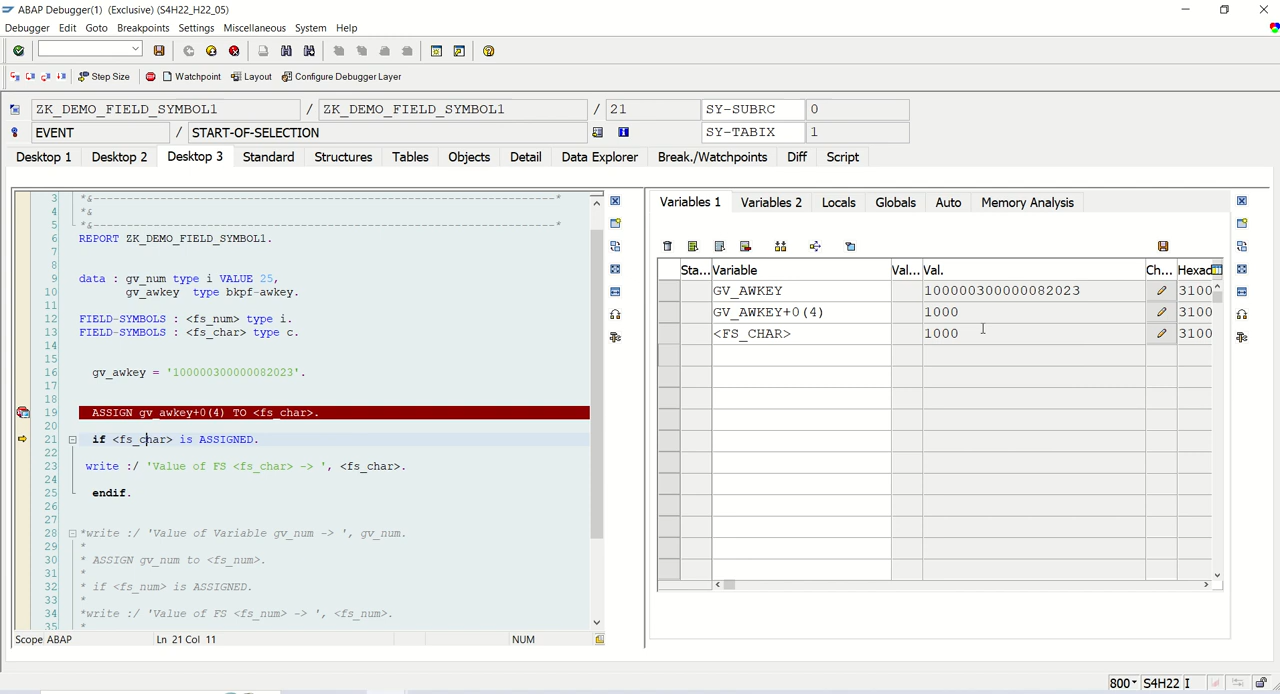 ABAP Debugger(1) (Exclusive) (S4H22_H22_05)
Debugger Edit Goto Breakpoints Settings Miscellaneous System Help
Step Size Watchpoint Layout Configure Debugger Layer
ZK_DEMO_FIELD_SYMBOL1 / ZK_DEMO_FIELD_SYMBOL1 / 21 SY-SUBRC 0
EVENT / START-OF-SELECTION SY-TABIX 1
Desktop 1 Desktop 2 Desktop 3 Standard Structures Tables Objects Detail Data Explorer Break./Watchpoints Diff Script
3 *&---------------------------------------------------------------------*
4 *&
5 *&---------------------------------------------------------------------*
6 REPORT ZK_DEMO_FIELD_SYMBOL1.
7
8
9 data : gv_num type i VALUE 25,
10 gv_awkey type bkpf-awkey.
11
12 FIELD-SYMBOLS : <fs_num> type i.
13 FIELD-SYMBOLS : <fs_char> type c.
14
15
16 gv_awkey = '100000300000082023'.
17
18
19 ASSIGN gv_awkey+0(4) TO <fs_char>.
20
21 if <fs_char> is ASSIGNED.
22
23 write :/ 'Value of FS <fs_char> -> ', <fs_char>.
24
25 endif.
26
27
28 *write :/ 'Value of Variable gv_num -> ', gv_num.
29 *
30 * ASSIGN gv_num to <fs_num>.
31 *
32 * if <fs_num> is ASSIGNED.
33 *
34 *write :/ 'Value of FS <fs_num> -> ', <fs_num>.
35 *
Scope ABAP Ln 21 Col 11 NUM
Variables 1 Variables 2 Locals Globals Auto Memory Analysis
Sta... Variable Val... Val. Ch... Hexad
GV_AWKEY 100000300000082023 3100
GV_AWKEY+0(4) 1000 3100
<FS_CHAR> 1000 3100
800 S4H22